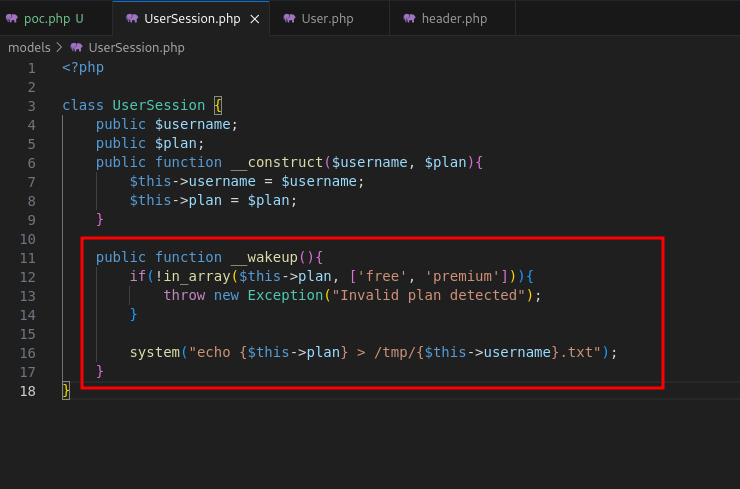 poc.php U UserSession.php × User.php header.php
models > UserSession.php
1 <?php
2
3 class UserSession {
4 public $username;
5 public $plan;
6 public function __construct($username, $plan){
7 $this->username = $username;
8 $this->plan = $plan;
9 }
10
11 public function __wakeup(){
12 if(!in_array($this->plan, ['free', 'premium'])){
13 throw new Exception("Invalid plan detected");
14 }
15
16 system("echo {$this->plan} > /tmp/{$this->username}.txt");
17 }
18 }